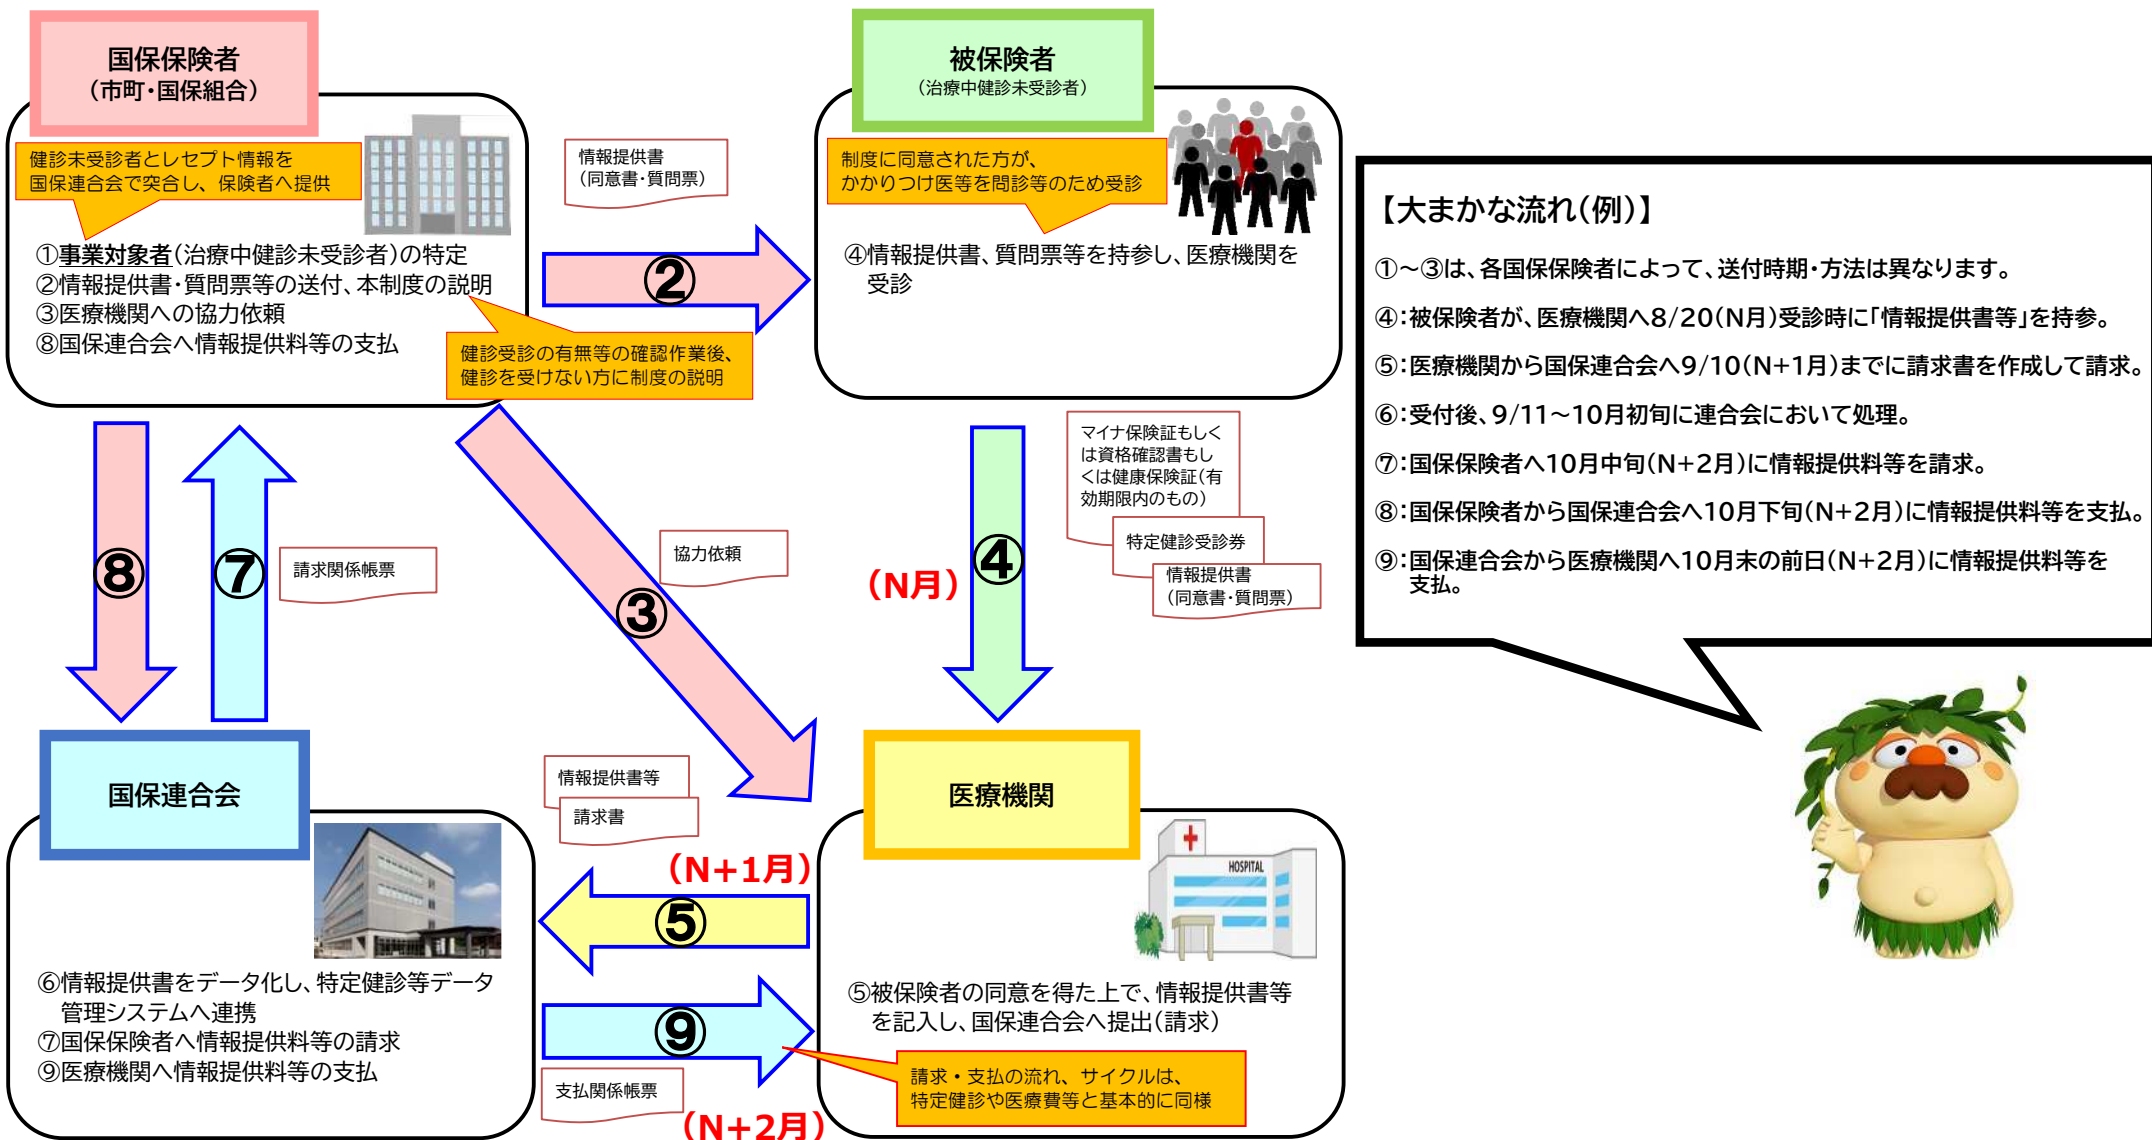 国保保険者
（市町・国保組合）
健診未受診者とレセプト情報を
国保連合会で突合し、保険者へ提供
①事業対象者(治療中健診未受診者)の特定
②情報提供書・質問票等の送付、本制度の説明
③医療機関への協力依頼
⑧国保連合会へ情報提供料等の支払
健診受診の有無等の確認作業後、
健診を受けない方に制度の説明
情報提供書
（同意書・質問票）
②
被保険者
（治療中健診未受診者）
制度に同意された方が、
かかりつけ医等を問診等のため受診
④情報提供書、質問票等を持参し、医療機関を
受診
【大まかな流れ(例)】
①～③は、各国保保険者によって、送付時期・方法は異なります。
④：被保険者が、医療機関へ8/20(N月)受診時に「情報提供書等」を持参。
⑤：医療機関から国保連合会へ9/10(N+1月)までに請求書を作成して請求。
⑥：受付後、9/11～10月初旬に連合会において処理。
⑦：国保保険者へ10月中旬(N+2月)に情報提供料等を請求。
⑧：国保保険者から国保連合会へ10月下旬(N+2月)に情報提供料等を支払。
⑨：国保連合会から医療機関へ10月末の前日(N+2月)に情報提供料等を
支払。
⑧
⑦
請求関係帳票
③
協力依頼
（N月）
④
マイナ保険証もしく
は資格確認書もし
くは健康保険証(有
効期限内のもの)
特定健診受診券
情報提供書
（同意書・質問票）
国保連合会
⑥情報提供書をデータ化し、特定健診等データ
管理システムへ連携
⑦国保保険者へ情報提供料等の請求
⑨医療機関へ情報提供料等の支払
情報提供書等
請求書
（N+1月）
⑤
⑨
支払関係帳票
（N+2月）
医療機関
HOSPITAL
⑤被保険者の同意を得た上で、情報提供書等
を記入し、国保連合会へ提出(請求)
請求・支払の流れ、サイクルは、
特定健診や医療費等と基本的に同様